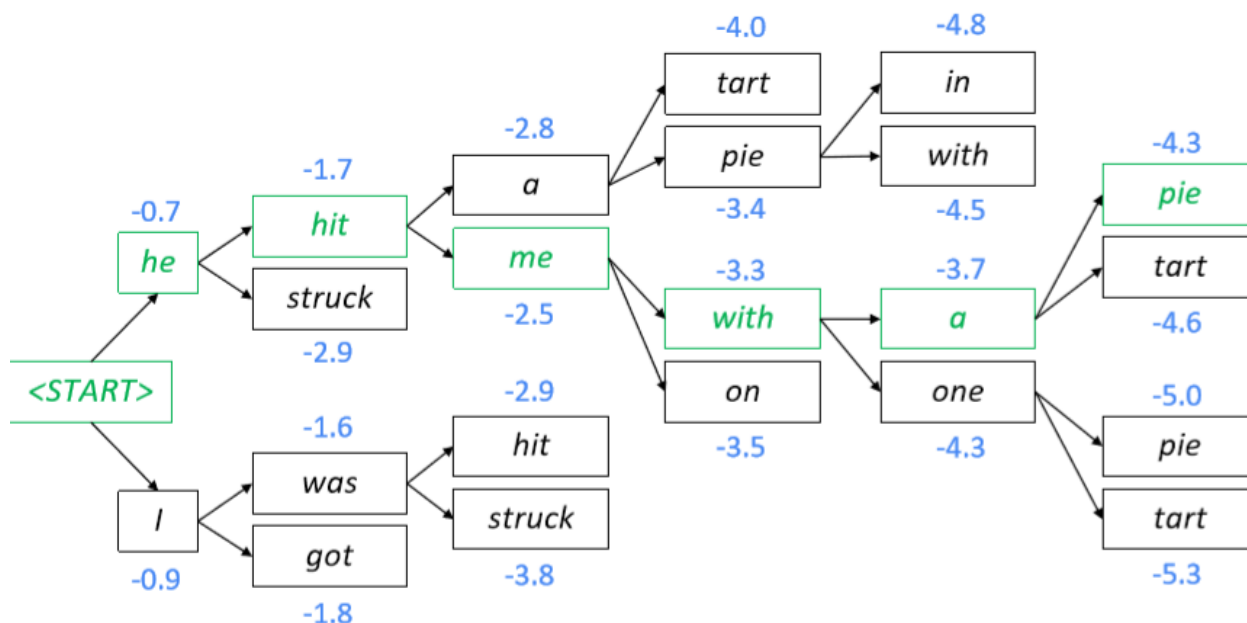 -4.0
-4.8
tart
in
-2.8
-4.3
-1.7
a
pie
with
pie
-0.7
hit
-3.4
-4.5
he
me
-3.3
-3.7
tart
struck
-2.5
with
a
-4.6
-2.9
<START>
-2.9
on
one
-5.0
-1.6
hit
-3.5
-4.3
pie
was
I
struck
tart
got
-0.9
-3.8
-5.3
-1.8